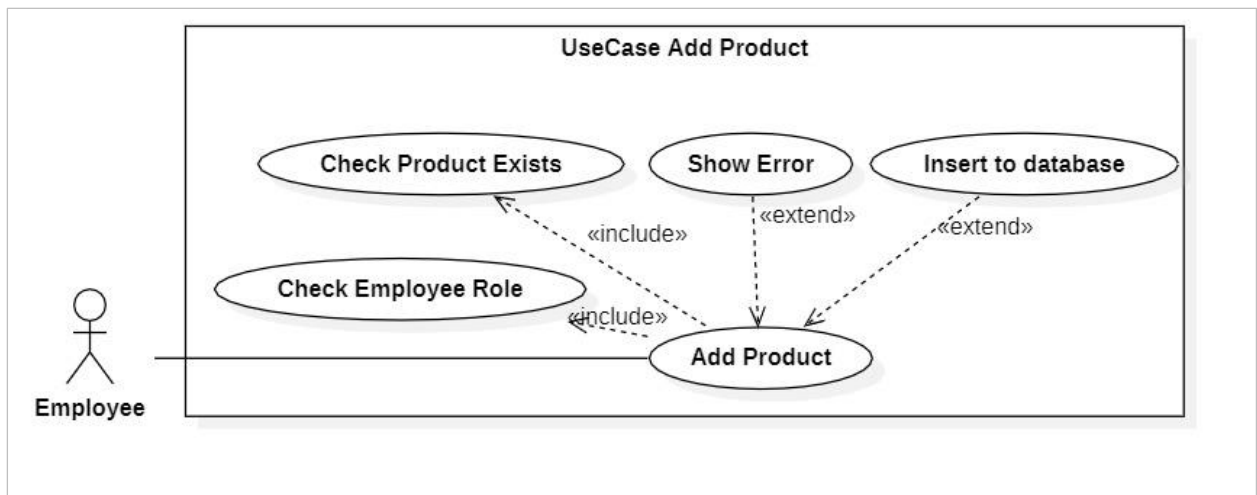 UseCase Add Product
Check Product Exists
Show Error
Insert to database
«extend»
«include»
«extend»
Check Employee Role
«include»
Add Product
Employee